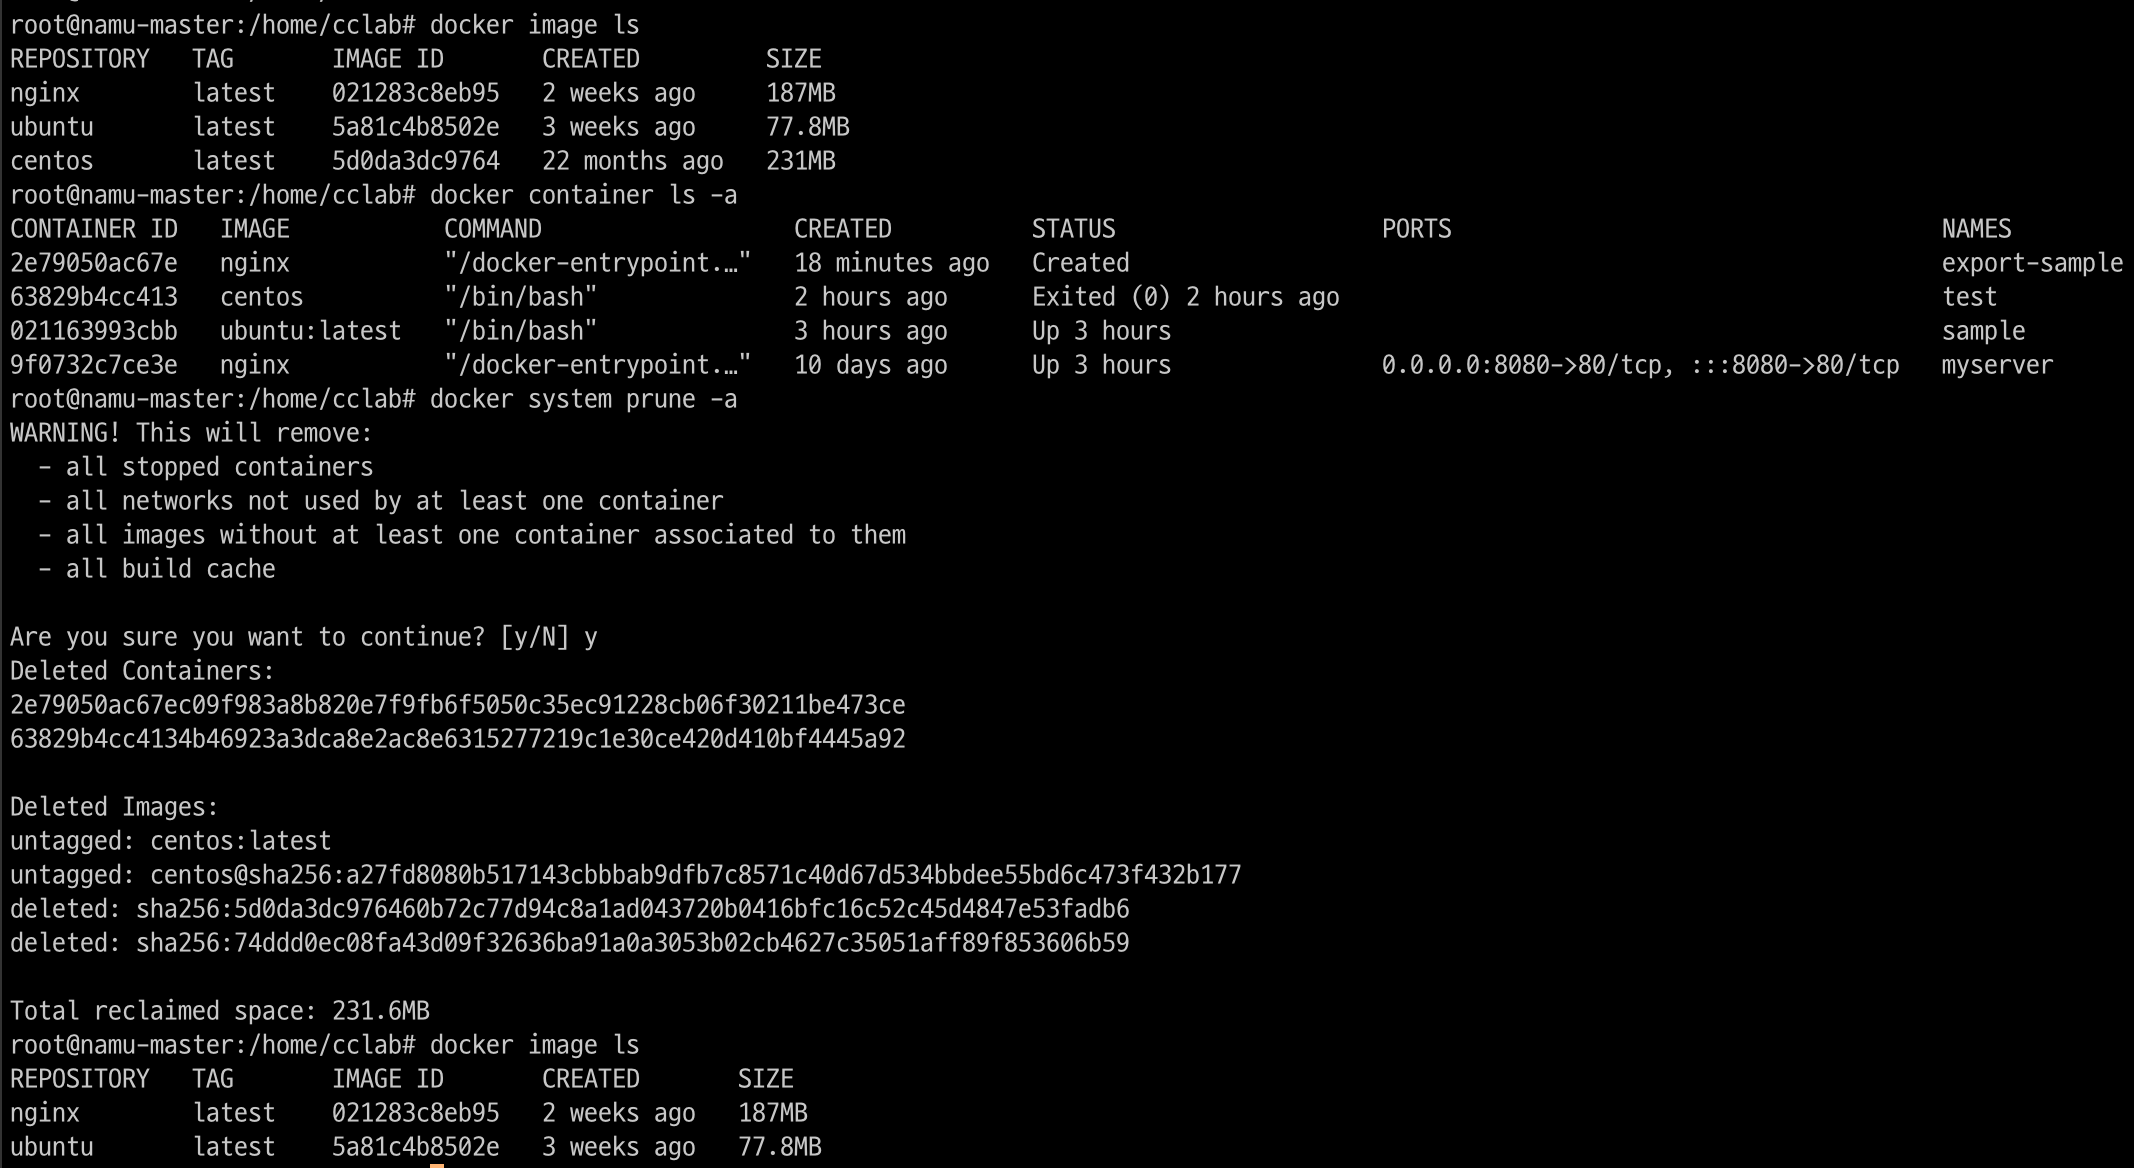 root@namu-master:/home/cclab# docker image ls
REPOSITORY   TAG       IMAGE ID       CREATED         SIZE
nginx        latest    021283c8eb95   2 weeks ago     187MB
ubuntu       latest    5a81c4b8502e   3 weeks ago     77.8MB
centos       latest    5d0da3dc9764   22 months ago   231MB
root@namu-master:/home/cclab# docker container ls -a
CONTAINER ID   IMAGE           COMMAND                  CREATED          STATUS                   PORTS                                   NAMES
2e79050ac67e   nginx           "/docker-entrypoint.…"   18 minutes ago   Created                                                          export-sample
63829b4cc413   centos          "/bin/bash"              2 hours ago      Exited (0) 2 hours ago                                           test
021163993cbb   ubuntu:latest   "/bin/bash"              3 hours ago      Up 3 hours                                                       sample
9f0732c7ce3e   nginx           "/docker-entrypoint.…"   10 days ago      Up 3 hours               0.0.0.0:8080->80/tcp, :::8080->80/tcp   myserver
root@namu-master:/home/cclab# docker system prune -a
WARNING! This will remove:
  - all stopped containers
  - all networks not used by at least one container
  - all images without at least one container associated to them
  - all build cache
Are you sure you want to continue? [y/N] y
Deleted Containers:
2e79050ac67ec09f983a8b820e7f9fb6f5050c35ec91228cb06f30211be473ce
63829b4cc4134b46923a3dca8e2ac8e6315277219c1e30ce420d410bf4445a92
Deleted Images:
untagged: centos:latest
untagged: centos@sha256:a27fd8080b517143cbbbab9dfb7c8571c40d67d534bbdee55bd6c473f432b177
deleted: sha256:5d0da3dc976460b72c77d94c8a1ad043720b0416bfc16c52c45d4847e53fadb6
deleted: sha256:74ddd0ec08fa43d09f32636ba91a0a3053b02cb4627c35051aff89f853606b59
Total reclaimed space: 231.6MB
root@namu-master:/home/cclab# docker image ls
REPOSITORY   TAG       IMAGE ID       CREATED       SIZE
nginx        latest    021283c8eb95   2 weeks ago   187MB
ubuntu       latest    5a81c4b8502e   3 weeks ago   77.8MB